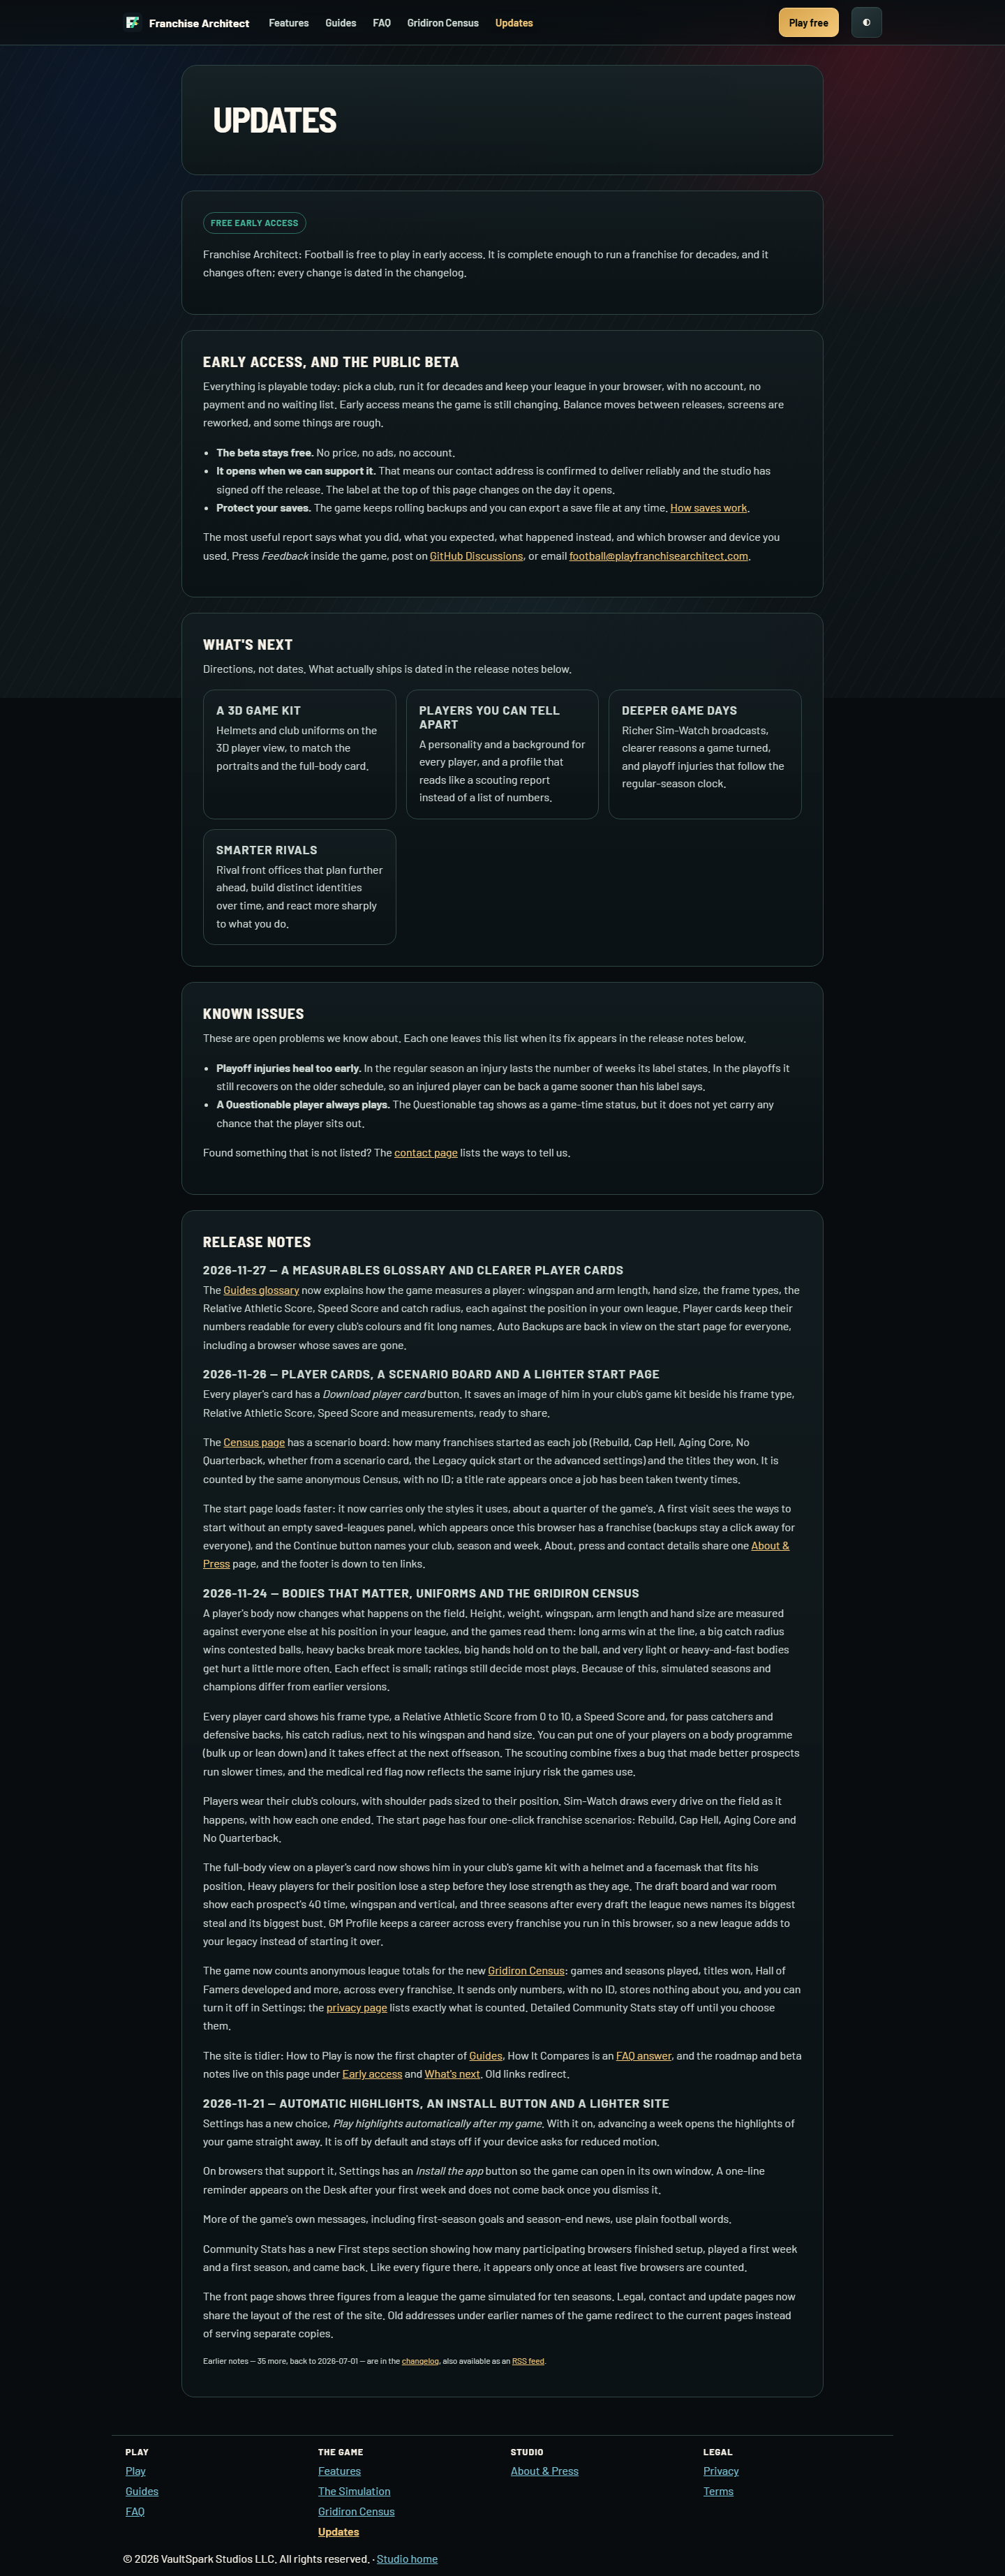 Franchise Architect Features Guides FAQ Gridiron Census Updates Play free
UPDATES
FREE EARLY ACCESS
Franchise Architect: Football is free to play in early access. It is complete enough to run a franchise for decades, and it
changes often; every change is dated in the changelog.
EARLY ACCESS, AND THE PUBLIC BETA
Everything is playable today: pick a club, run it for decades and keep your league in your browser, with no account, no
payment and no waiting list. Early access means the game is still changing. Balance moves between releases, screens are
reworked, and some things are rough.
• The beta stays free. No price, no ads, no account.
• It opens when we can support it. That means our contact address is confirmed to deliver reliably and the studio has
signed off the release. The label at the top of this page changes on the day it opens.
• Protect your saves. The game keeps rolling backups and you can export a save file at any time. How saves work.
The most useful report says what you did, what you expected, what happened instead, and which browser and device you
used. Press Feedback inside the game, post on GitHub Discussions, or email football@playfranchisearchitect.com.
WHAT'S NEXT
Directions, not dates. What actually ships is dated in the release notes below.
A 3D GAME KIT
Helmets and club uniforms on the
3D player view, to match the
portraits and the full-body card.
PLAYERS YOU CAN TELL
APART
A personality and a background for
every player, and a profile that
reads like a scouting report
instead of a list of numbers.
DEEPER GAME DAYS
Richer Sim-Watch broadcasts,
clearer reasons a game turned,
and playoff injuries that follow the
regular-season clock.
SMARTER RIVALS
Rival front offices that plan further
ahead, build distinct identities
over time, and react more sharply
to what you do.
KNOWN ISSUES
These are open problems we know about. Each one leaves this list when its fix appears in the release notes below.
• Playoff injuries heal too early. In the regular season an injury lasts the number of weeks its label states. In the playoffs it
still recovers on the older schedule, so an injured player can be back a game sooner than his label says.
• A Questionable player always plays. The Questionable tag shows as a game-time status, but it does not yet carry any
chance that the player sits out.
Found something that is not listed? The contact page lists the ways to tell us.
RELEASE NOTES
2026-11-27 — A MEASURABLES GLOSSARY AND CLEARER PLAYER CARDS
The Guides glossary now explains how the game measures a player: wingspan and arm length, hand size, the frame types, the
Relative Athletic Score, Speed Score and catch radius, each against the position in your own league. Player cards keep their
numbers readable for every club's colours and fit long names. Auto Backups are back in view on the start page for everyone,
including a browser whose saves are gone.
2026-11-26 — PLAYER CARDS, A SCENARIO BOARD AND A LIGHTER START PAGE
Every player's card has a Download player card button. It saves an image of him in your club's game kit beside his frame type,
Relative Athletic Score, Speed Score and measurements, ready to share.
The Census page has a scenario board: how many franchises started as each job (Rebuild, Cap Hell, Aging Core, No
Quarterback, whether from a scenario card, the Legacy quick start or the advanced settings) and the titles they won. It is
counted by the same anonymous Census, with no ID; a title rate appears once a job has been taken twenty times.
The start page loads faster: it now carries only the styles it uses, about a quarter of the game's. A first visit sees the ways to
start without an empty saved-leagues panel, which appears once this browser has a franchise (backups stay a click away for
everyone), and the Continue button names your club, season and week. About, press and contact details share one About &
Press page, and the footer is down to ten links.
2026-11-24 — BODIES THAT MATTER, UNIFORMS AND THE GRIDIRON CENSUS
A player's body now changes what happens on the field. Height, weight, wingspan, arm length and hand size are measured
against everyone else at his position in your league, and the games read them: long arms win at the line, a big catch radius
wins contested balls, heavy backs break more tackles, big hands hold on to the ball, and very light or heavy-and-fast bodies
get hurt a little more often. Each effect is small; ratings still decide most plays. Because of this, simulated seasons and
champions differ from earlier versions.
Every player card shows his frame type, a Relative Athletic Score from 0 to 10, a Speed Score and, for pass catchers and
defensive backs, his catch radius, next to his wingspan and hand size. You can put one of your players on a body programme
(bulk up or lean down) and it takes effect at the next offseason. The scouting combine fixes a bug that made better prospects
run slower times, and the medical red flag now reflects the same injury risk the games use.
Players wear their club's colours, with shoulder pads sized to their position. Sim-Watch draws every drive on the field as it
happens, with how each one ended. The start page has four one-click franchise scenarios: Rebuild, Cap Hell, Aging Core and
No Quarterback.
The full-body view on a player's card now shows him in your club's game kit with a helmet and a facemask that fits his
position. Heavy players for their position lose a step before they lose strength as they age. The draft board and war room
show each prospect's 40 time, wingspan and vertical, and three seasons after every draft the league news names its biggest
steal and its biggest bust. GM Profile keeps a career across every franchise you run in this browser, so a new league adds to
your legacy instead of starting it over.
The game now counts anonymous league totals for the new Gridiron Census: games and seasons played, titles won, Hall of
Famers developed and more, across every franchise. It sends only numbers, with no ID, stores nothing about you, and you can
turn it off in Settings; the privacy page lists exactly what is counted. Detailed Community Stats stay off until you choose
them.
The site is tidier: How to Play is now the first chapter of Guides, How It Compares is an FAQ answer, and the roadmap and beta
notes live on this page under Early access and What's next. Old links redirect.
2026-11-21 — AUTOMATIC HIGHLIGHTS, AN INSTALL BUTTON AND A LIGHTER SITE
Settings has a new choice, Play highlights automatically after my game. With it on, advancing a week opens the highlights of
your game straight away. It is off by default and stays off if your device asks for reduced motion.
On browsers that support it, Settings has an Install the app button so the game can open in its own window. A one-line
reminder appears on the Desk after your first week and does not come back once you dismiss it.
More of the game's own messages, including first-season goals and season-end news, use plain football words.
Community Stats has a new First steps section showing how many participating browsers finished setup, played a first week
and a first season, and came back. Like every figure there, it appears only once at least five browsers are counted.
The front page shows three figures from a league the game simulated for ten seasons. Legal, contact and update pages now
share the layout of the rest of the site. Old addresses under earlier names of the game redirect to the current pages instead
of serving separate copies.
Earlier notes — 35 more, back to 2026-07-01 — are in the changelog, also available as an RSS feed.
PLAY
Play
Guides
FAQ
THE GAME
Features
The Simulation
Gridiron Census
Updates
STUDIO
About & Press
LEGAL
Privacy
Terms
© 2026 VaultSpark Studios LLC. All rights reserved. · Studio home